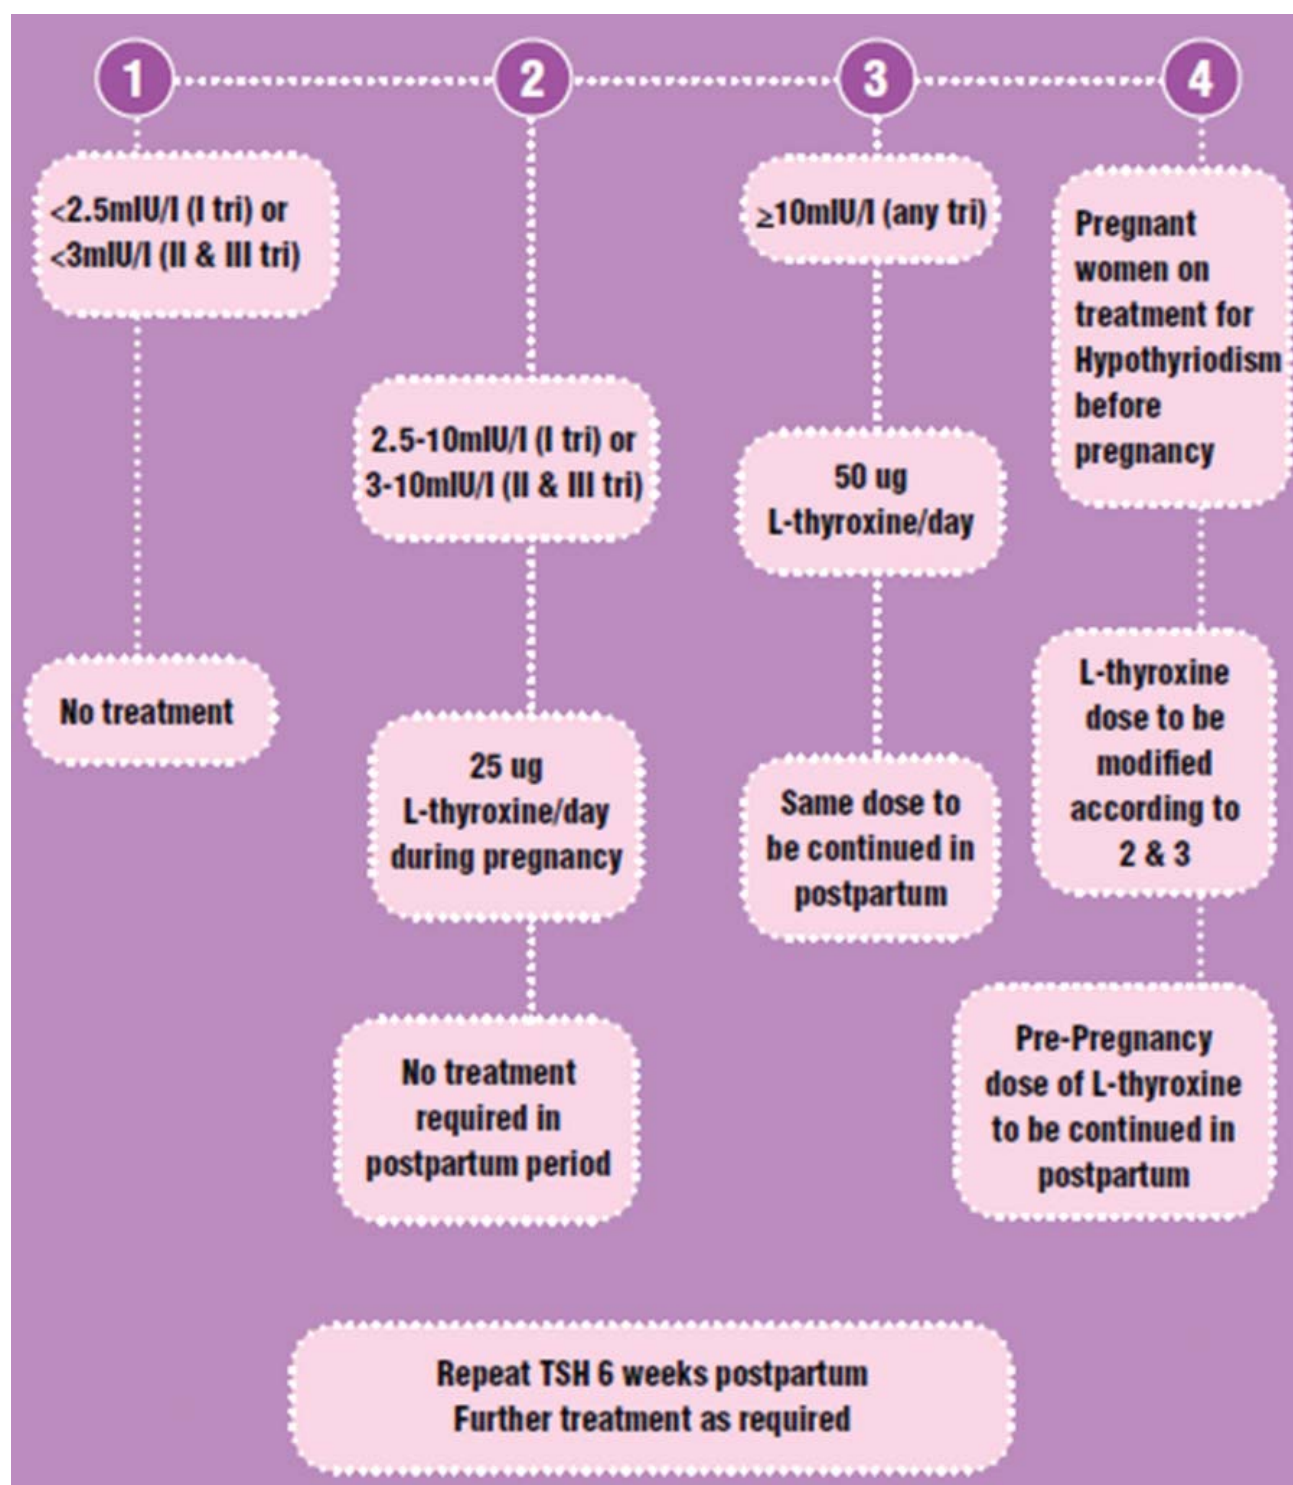 1
2
3
4
<2.5mIU/l (I tri) or
<3mIU/l (II & III tri)
No treatment
2.5-10mIU/l (I tri) or
3-10mIU/l (II & III tri)
25 ug
L-thyroxine/day
during pregnancy
No treatment
required in
postpartum period
≥10mIU/l (any tri)
50 ug
L-thyroxine/day
Same dose to
be continued in
postpartum
Pregnant
women on
treatment for
Hypothyriodism
before
pregnancy
L-thyroxine
dose to be
modified
according to
2 & 3
Pre-Pregnancy
dose of L-thyroxine
to be continued in
postpartum
Repeat TSH 6 weeks postpartum
Further treatment as required